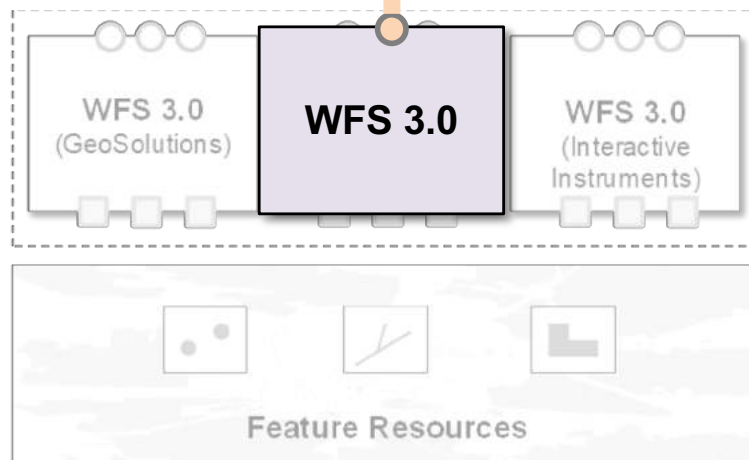 WFS 3.0
(GeoSolutions)
WFS 3.0
WFS 3.0
(Interactive
Instruments)
Feature Resources